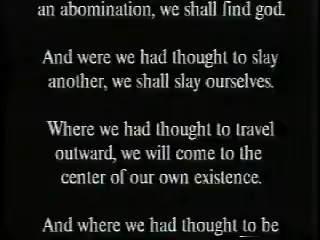 an abomination, we shall find god.
And were we had thought to slay
another, we shall slay ourselves.
Where we had thought to travel
outward, we will come to the
center of our own existence.
And where we had thought to be